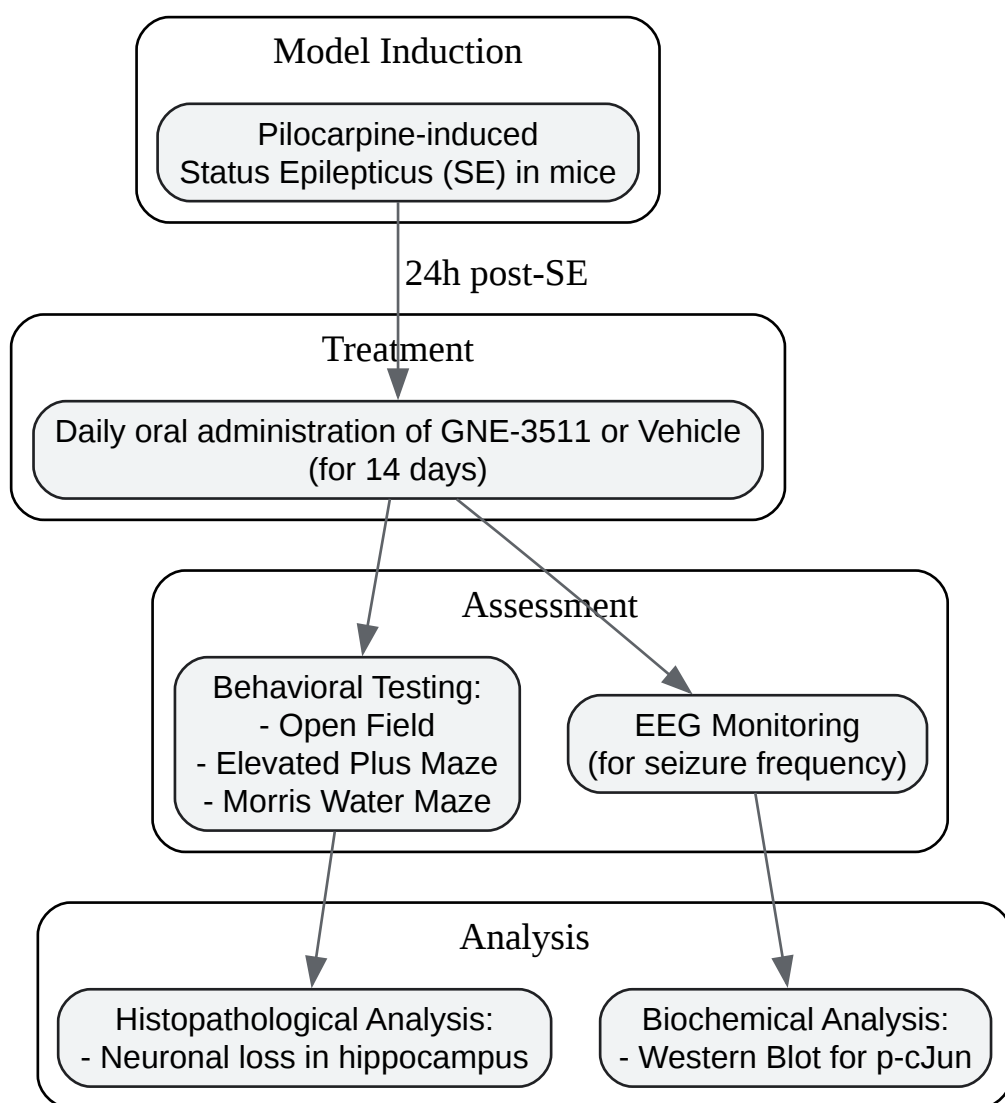 Model Induction
Pilocarpine-induced
Status Epilepticus (SE) in mice
24h post-SE
Treatment
Daily oral administration of GNE-3511 or Vehicle
(for 14 days)
Assessment
Behavioral Testing:
- Open Field
- Elevated Plus Maze
- Morris Water Maze
EEG Monitoring
(for seizure frequency)
Analysis
Histopathological Analysis:
- Neuronal loss in hippocampus
Biochemical Analysis:
- Western Blot for p-cJun